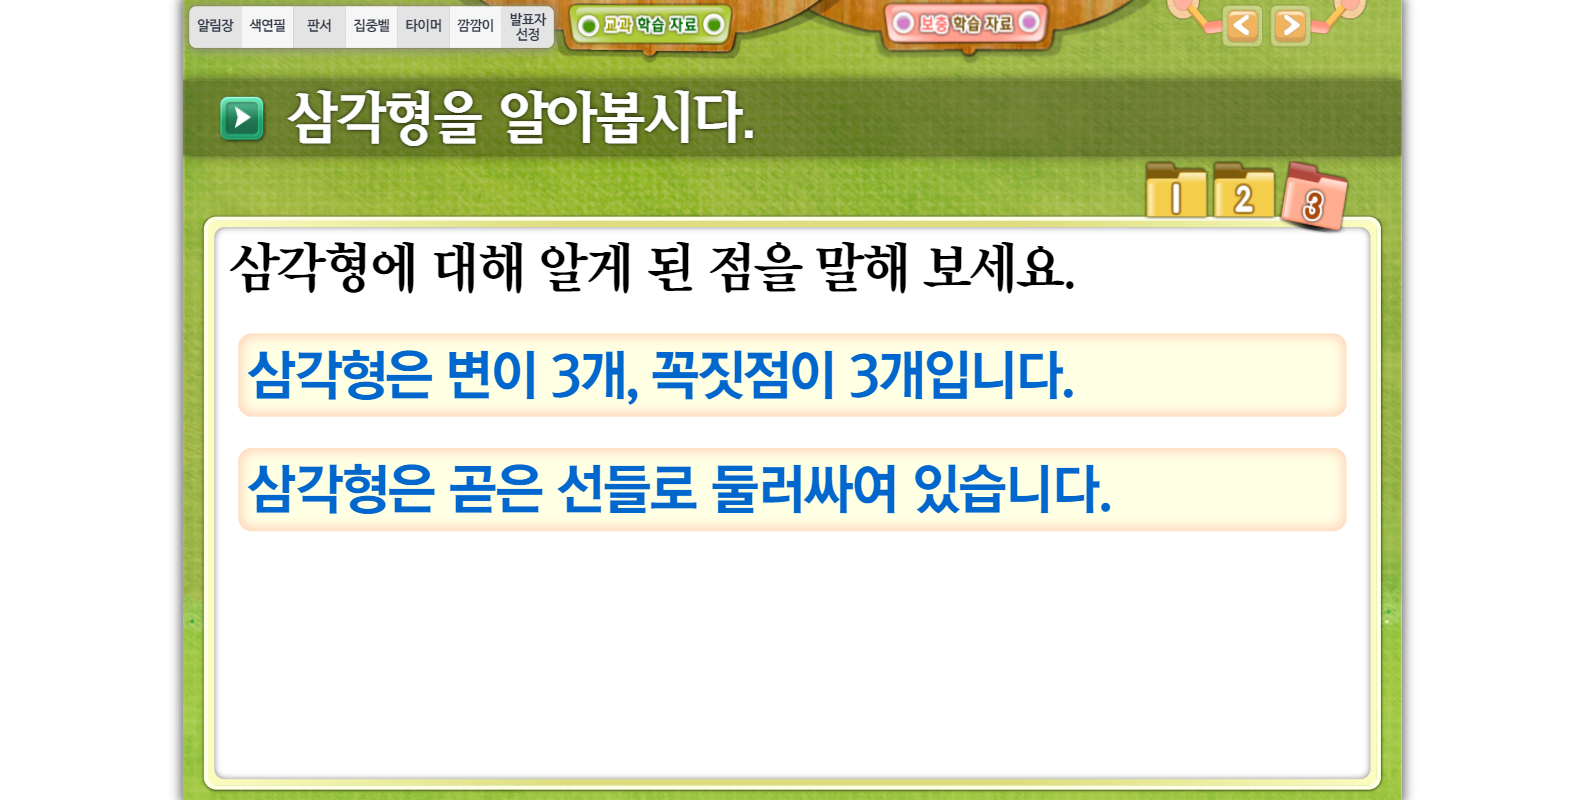 알림장 색연필 판서 집중벨 타이머 깜깜이 발표자 선정
교과 학습 자료 보충 학습 자료
삼각형을 알아봅시다.
1 2 3
삼각형에 대해 알게 된 점을 말해 보세요.
삼각형은 변이 3개, 꼭짓점이 3개입니다.
삼각형은 곧은 선들로 둘러싸여 있습니다.